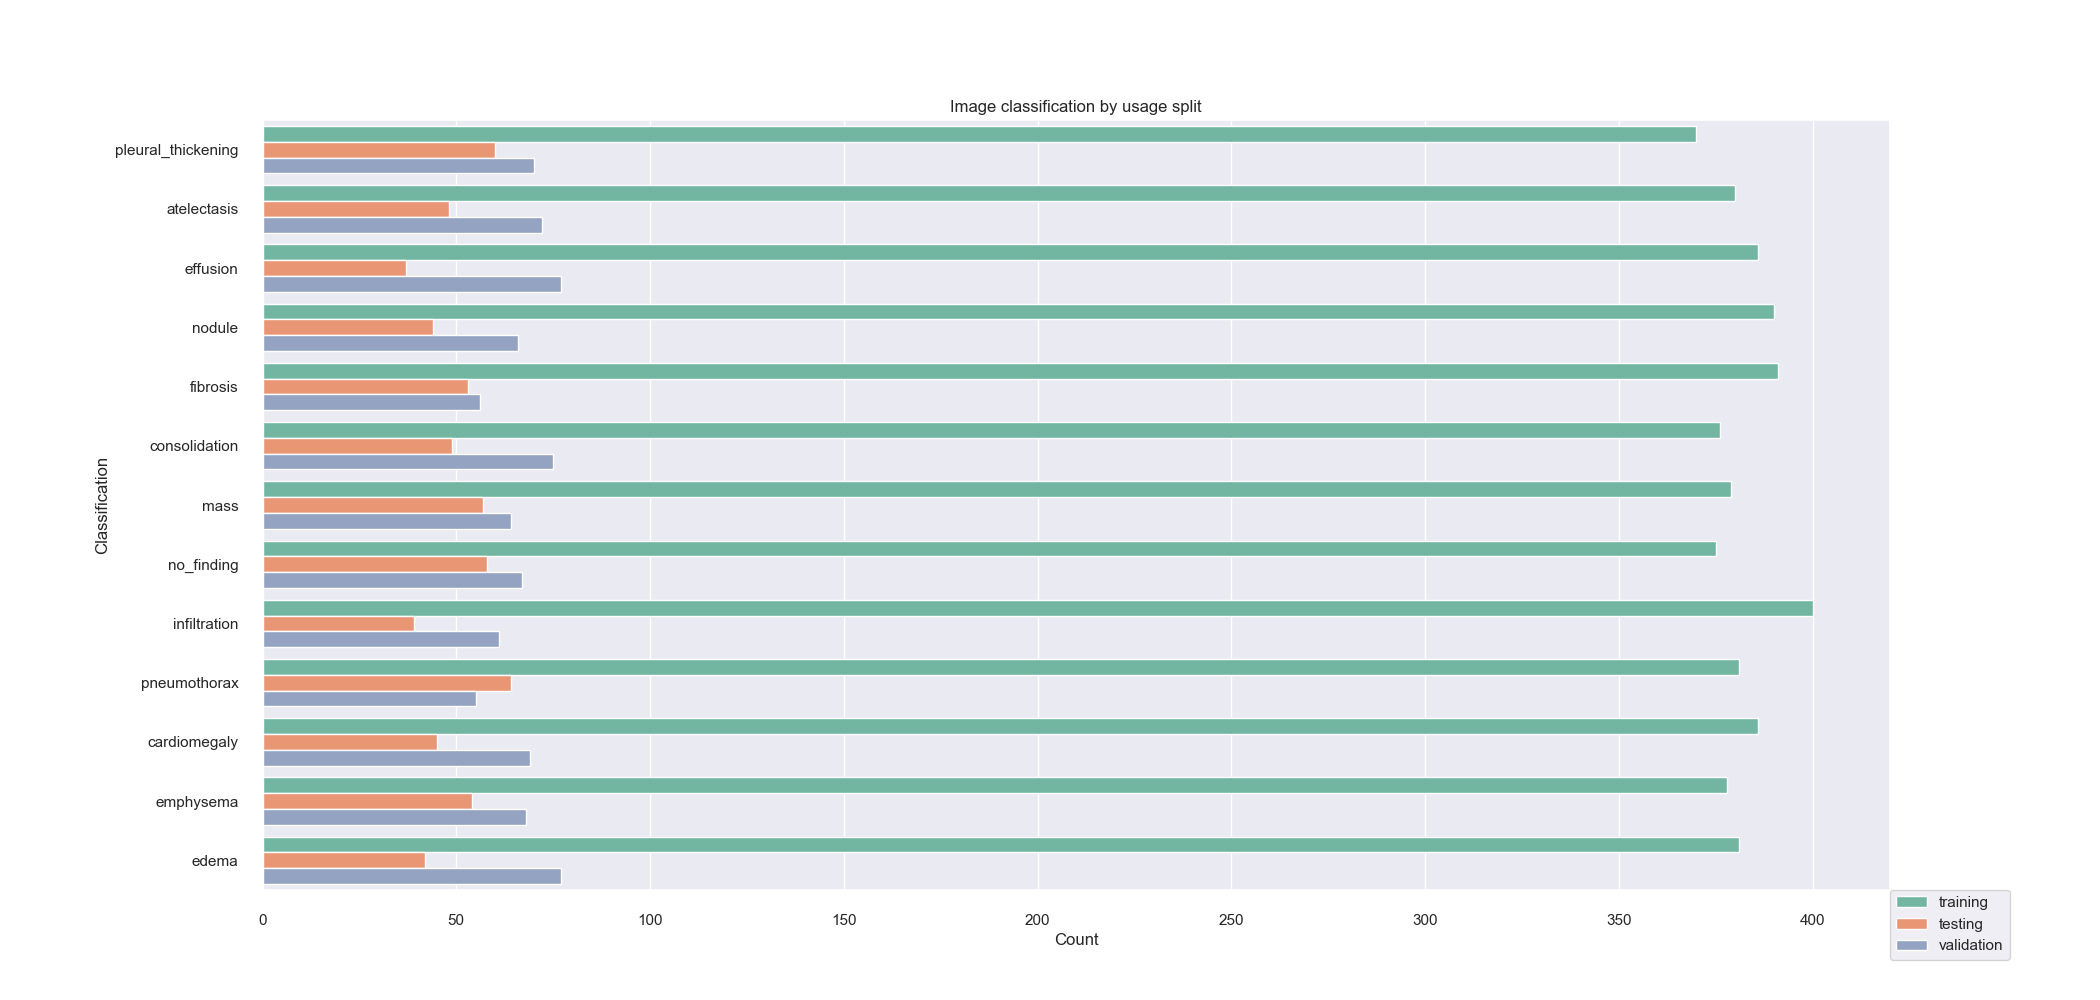 Image classification by usage split
pleural_thickening
atelectasis
effusion
nodule
fibrosis
consolidation
mass
no_finding
infiltration
pneumothorax
cardiomegaly
emphysema
edema
Classification
0 50 100 150 200 250 300 350 400
Count
training
testing
validation